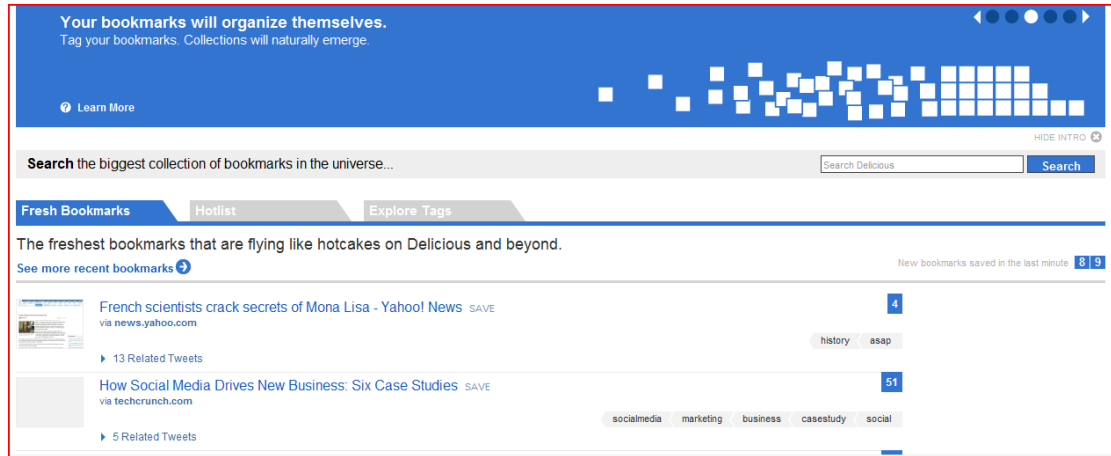 Your bookmarks will organize themselves.
Tag your bookmarks. Collections will naturally emerge.
Learn More
HIDE INTRO
Search the biggest collection of bookmarks in the universe...
Search Delicious
Search
Fresh Bookmarks
Hotlist
Explore Tags
The freshest bookmarks that are flying like hotcakes on Delicious and beyond.
See more recent bookmarks
New bookmarks saved in the last minute 8 9
French scientists crack secrets of Mona Lisa - Yahoo! News SAVE
4
via news.yahoo.com
history asap
13 Related Tweets
How Social Media Drives New Business: Six Case Studies SAVE
51
via techcrunch.com
socialmedia marketing business casestudy social
5 Related Tweets